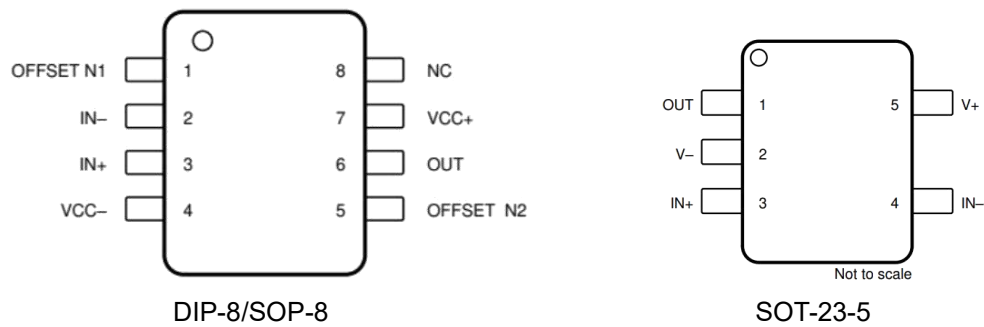 OFFSET N1 1 8 NC
IN– 2 7 VCC+
IN+ 3 6 OUT
VCC– 4 5 OFFSET N2
DIP-8/SOP-8
OUT 1 5 V+
V– 2
IN+ 3 4 IN–
Not to scale
SOT-23-5